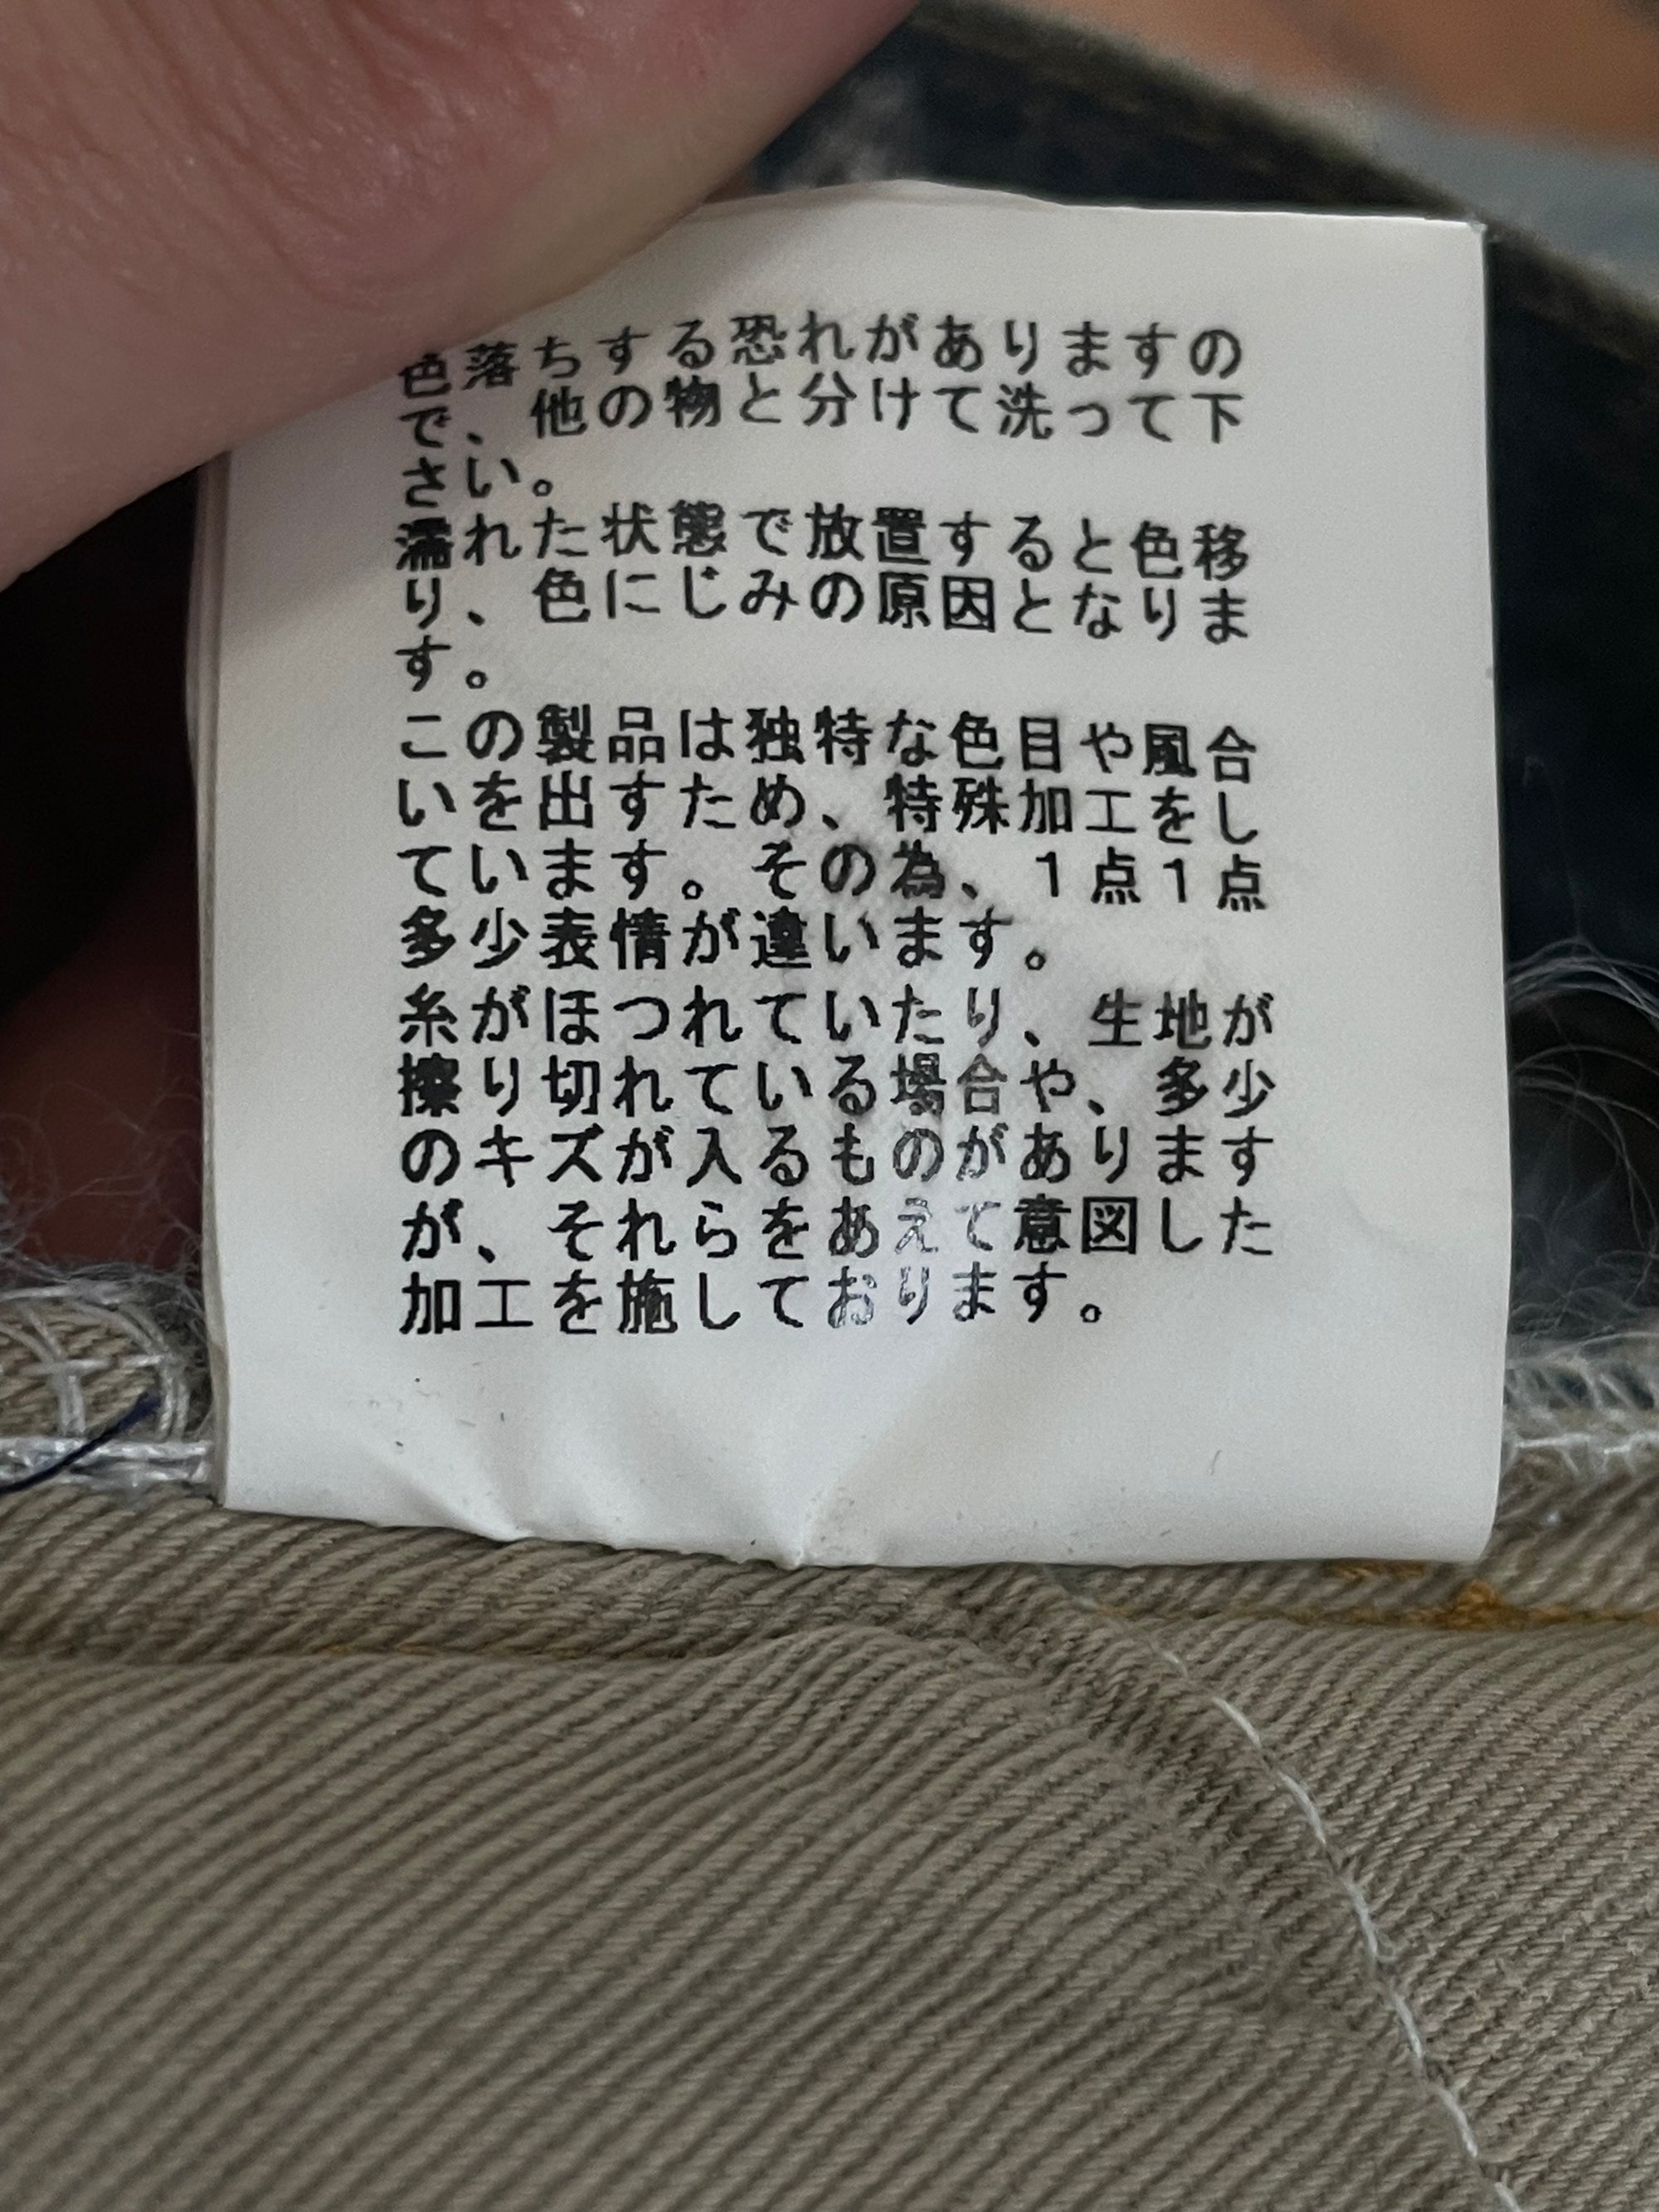 色落ちする恐れがありますの
で、他の物と分けて洗って下
さい。
濡れた状態で放置すると色移
り、色にじみの原因となりま
す。
この製品は独特な色目や風合
いを出すため、特殊加工をし
ています。その為、1点1点
多少表情が違います。
糸がほつれていたり、生地が
擦り切れている場合や、多少
のキズが入るものがあります
が、それらをあえて意図した
加工を施しております。